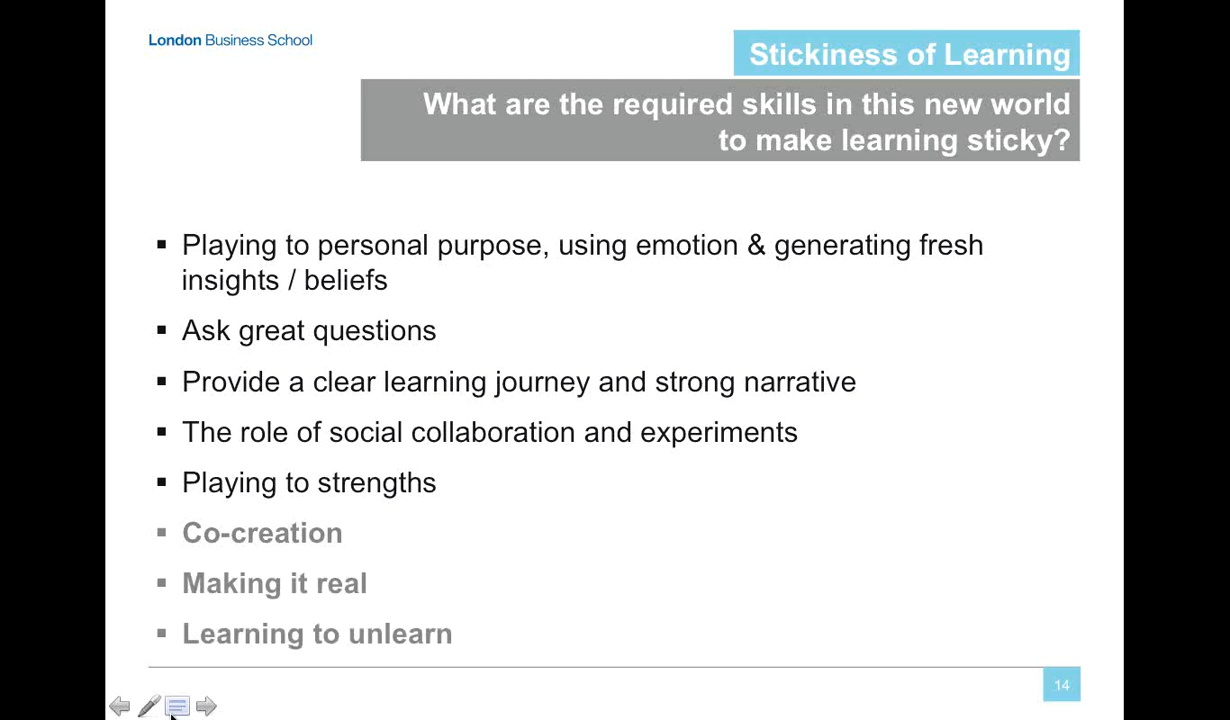 London Business School
Stickiness of Learning
What are the required skills in this new world
to make learning sticky?
▪ Playing to personal purpose, using emotion & generating fresh
insights / beliefs
▪ Ask great questions
▪ Provide a clear learning journey and strong narrative
▪ The role of social collaboration and experiments
▪ Playing to strengths
▪ Co-creation
▪ Making it real
▪ Learning to unlearn
14